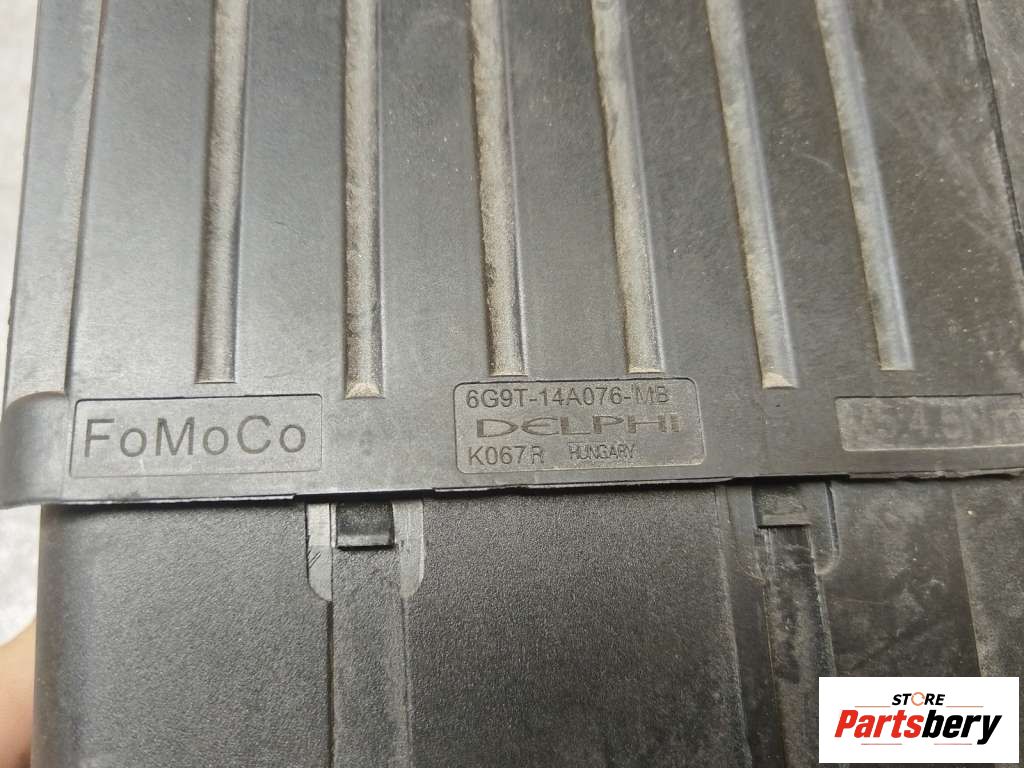 FoMoCo
6G9T-14A076-MB
DELPHI
K067R HUNGARY
STORE
Partsbery